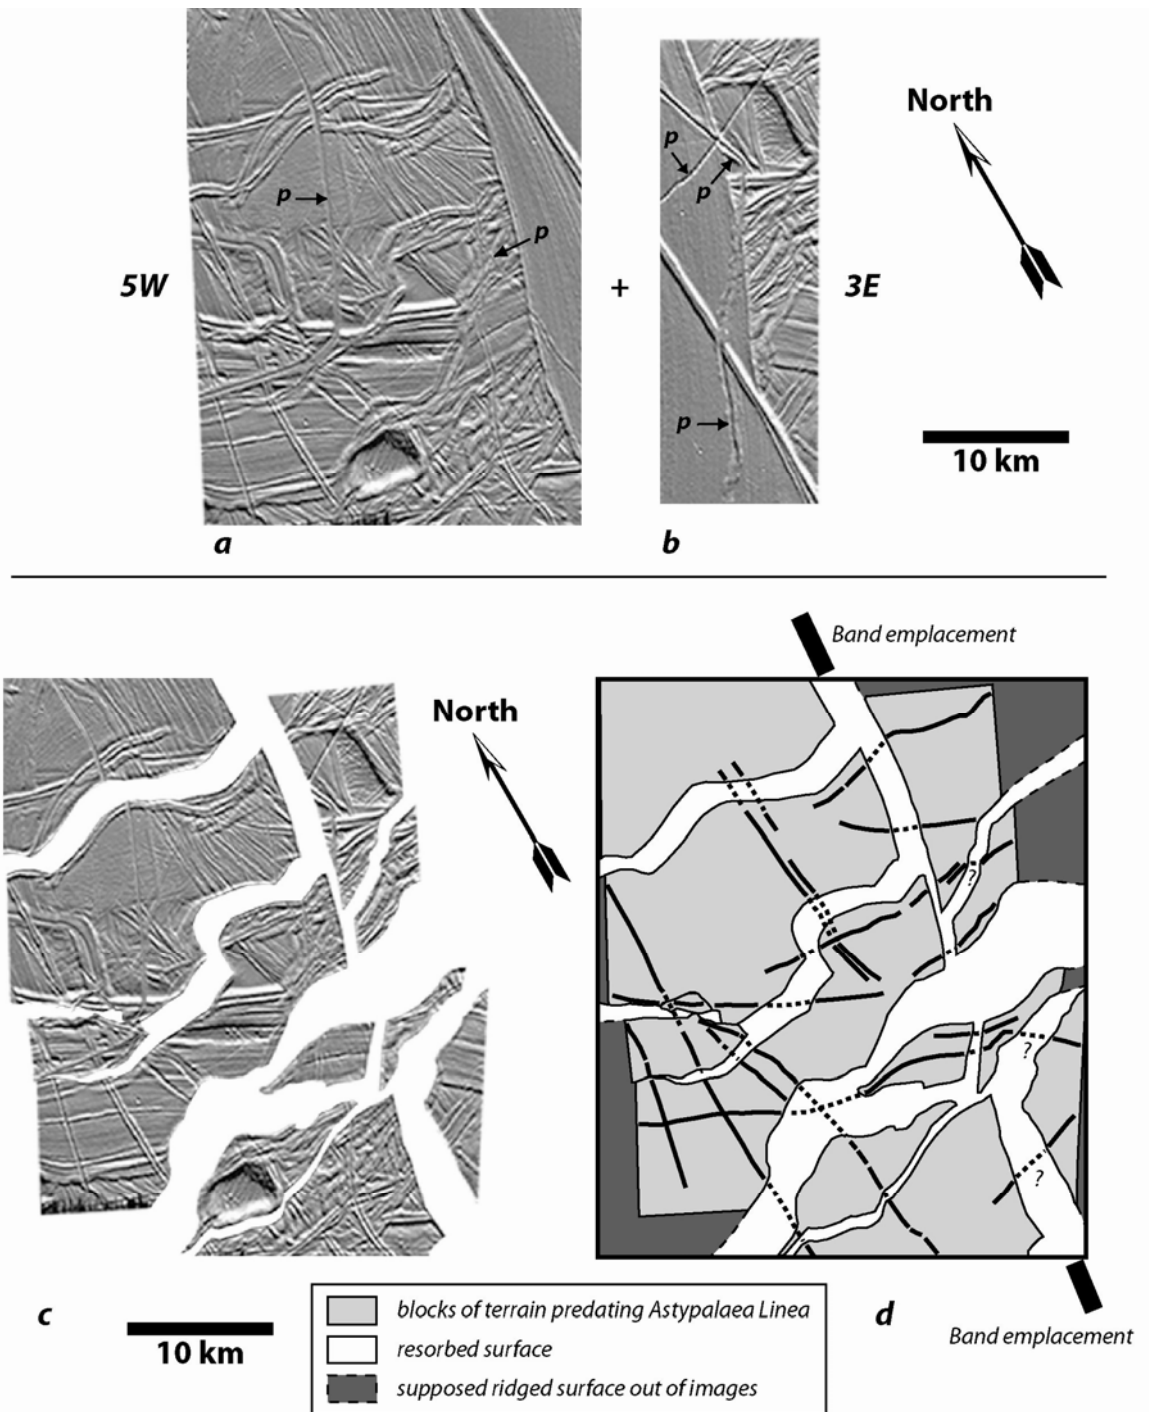 North
p
p
p
p
p
5W
+
3E
10 km
a
b
Band emplacement
North
?
?
?
c
10 km
d
Band emplacement
blocks of terrain predating Astypalaea Linea
resorbed surface
supposed ridged surface out of images